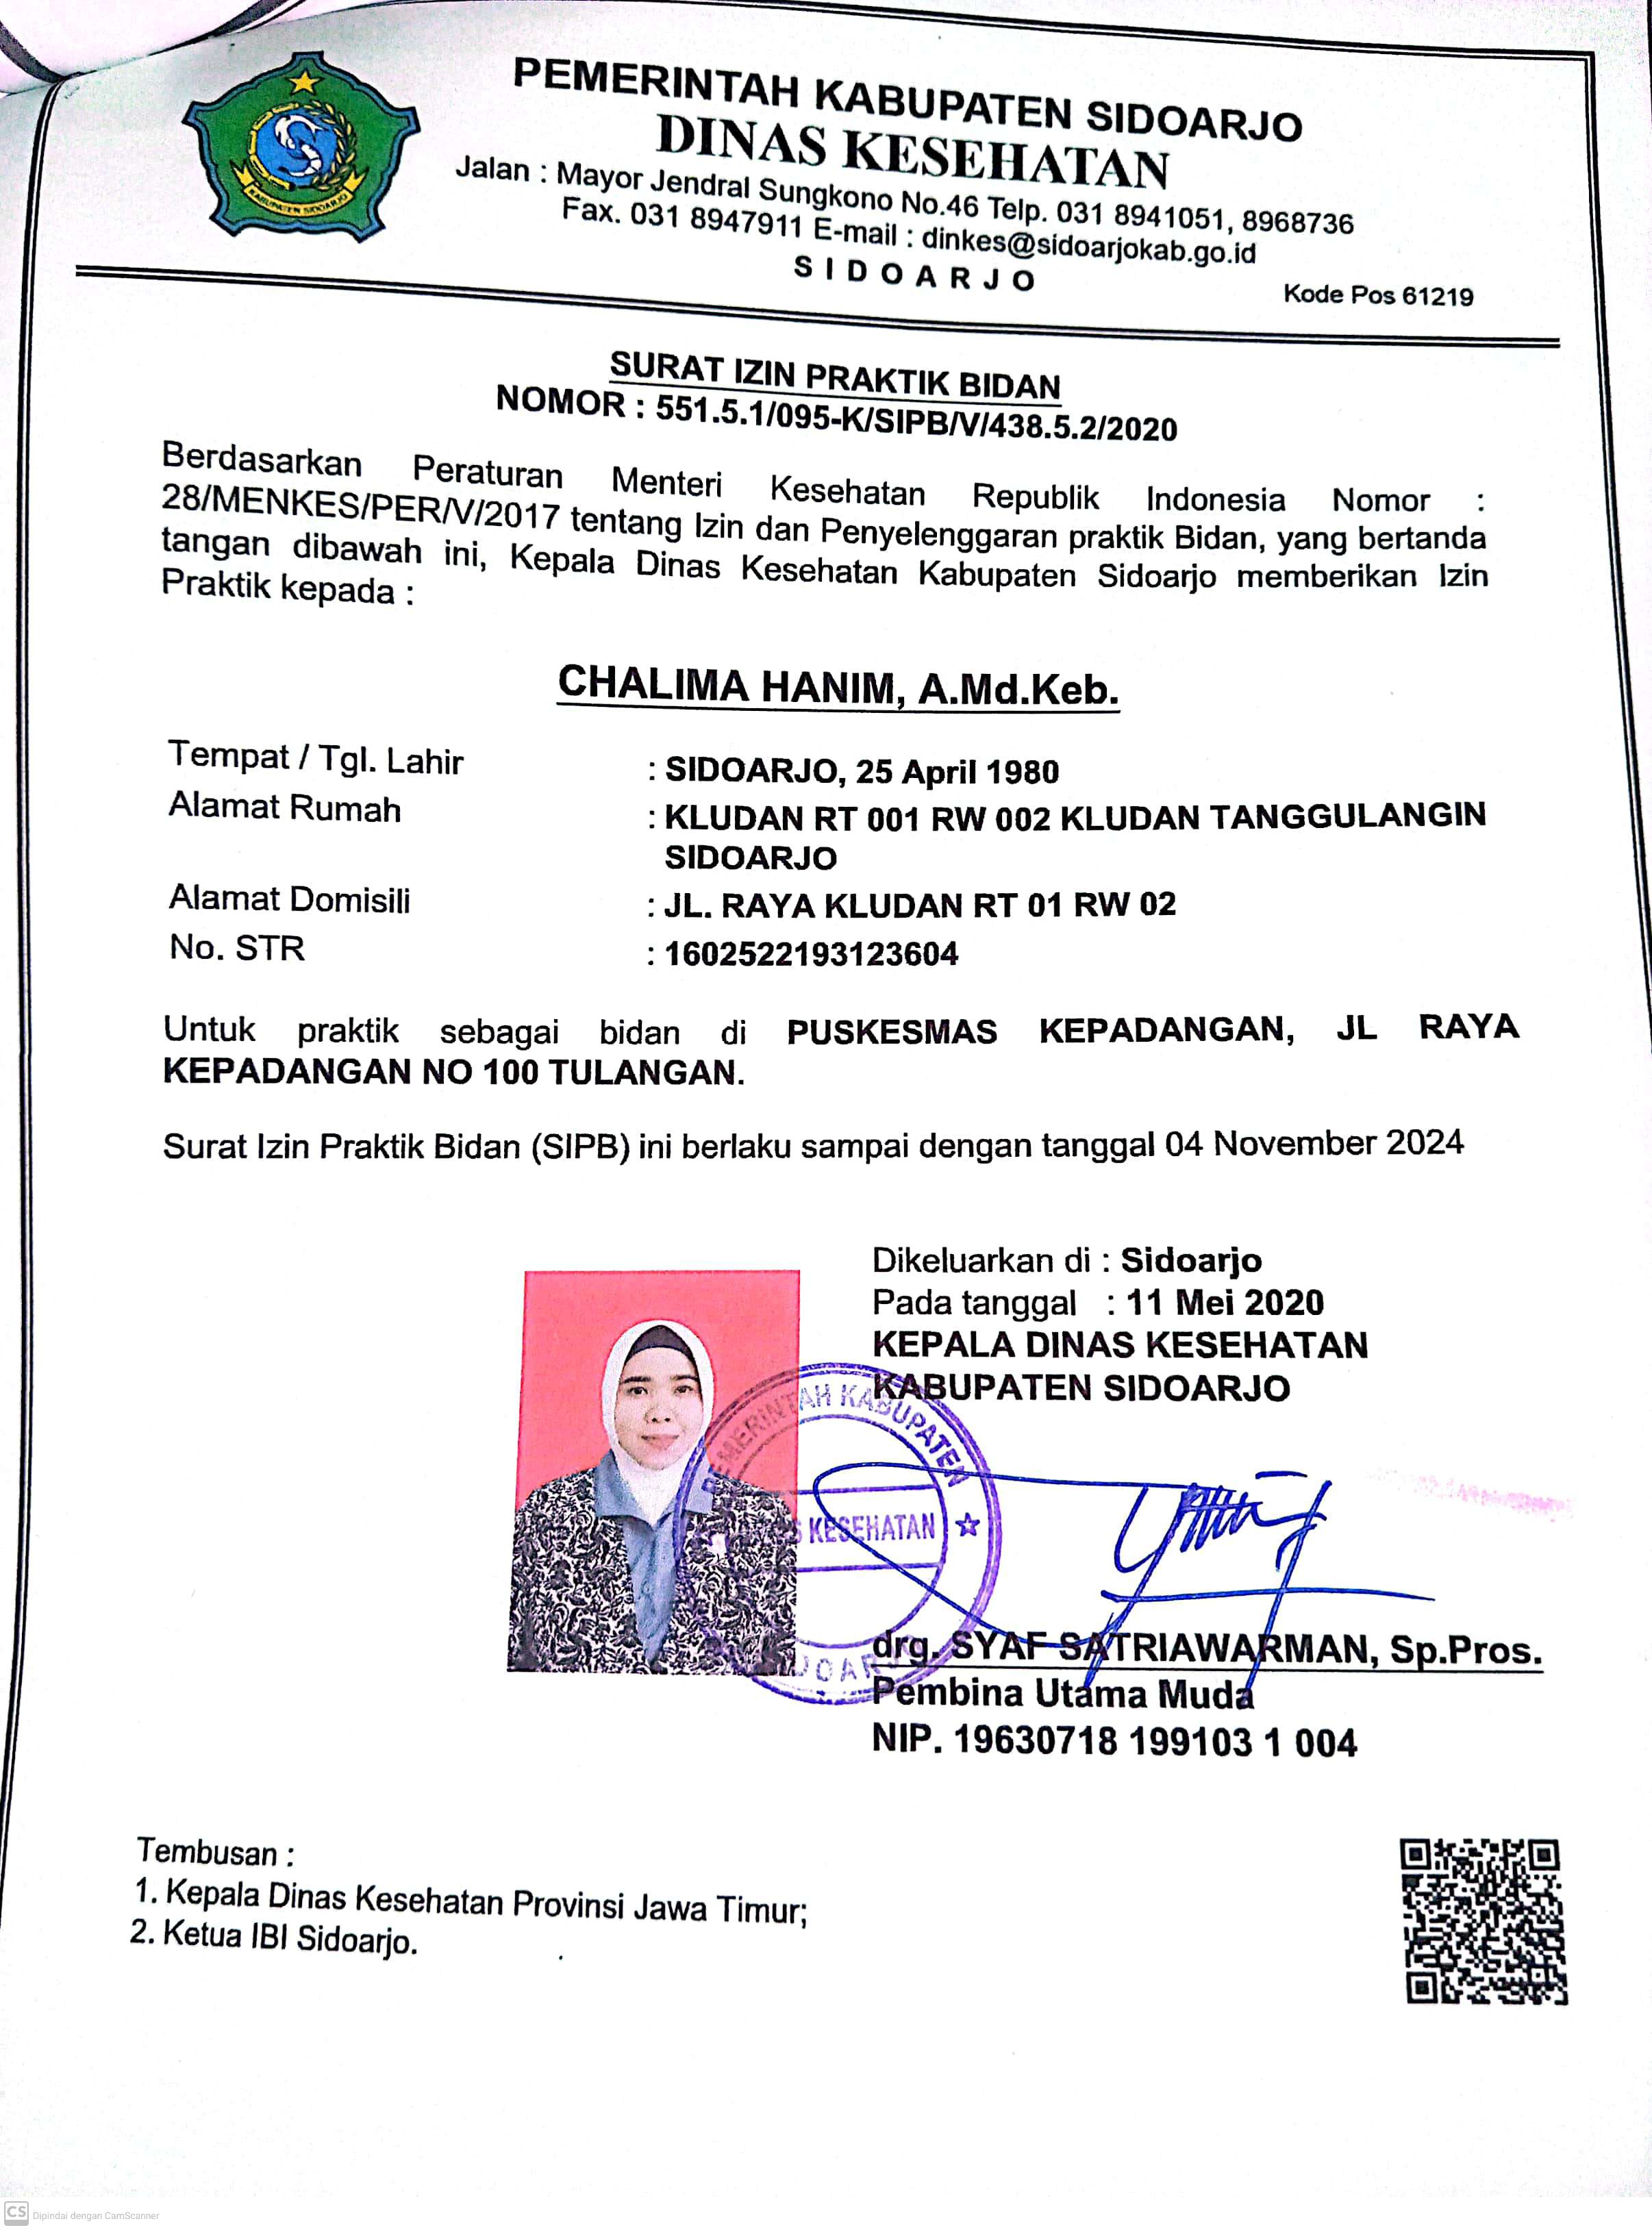 PEMERINTAH KABUPATEN SIDOARJO
DINAS KESEHATAN
Jalan : Mayor Jendral Sungkono No.46 Telp. 031 8941051, 8968736
Fax. 031 8947911 E-mail : dinkes@sidoarjokab.go.id
SIDOARJO
Kode Pos 61219
KABUPATEN SIDOARJO
SURAT IZIN PRAKTIK BIDAN
NOMOR : 551.5.1/095-K/SIPB/V/438.5.2/2020
Berdasarkan Peraturan Menteri Kesehatan Republik Indonesia Nomor :
28/MENKES/PER/V/2017 tentang Izin dan Penyelenggaran praktik Bidan, yang bertanda
tangan dibawah ini, Kepala Dinas Kesehatan Kabupaten Sidoarjo memberikan Izin
Praktik kepada :
CHALIMA HANIM, A.Md.Keb.
Tempat / Tgl. Lahir : SIDOARJO, 25 April 1980
Alamat Rumah : KLUDAN RT 001 RW 002 KLUDAN TANGGULANGIN
SIDOARJO
Alamat Domisili : JL. RAYA KLUDAN RT 01 RW 02
No. STR : 1602522193123604
Untuk praktik sebagai bidan di PUSKESMAS KEPADANGAN, JL RAYA
KEPADANGAN NO 100 TULANGAN.
Surat Izin Praktik Bidan (SIPB) ini berlaku sampai dengan tanggal 04 November 2024
Dikeluarkan di : Sidoarjo
Pada tanggal : 11 Mei 2020
KEPALA DINAS KESEHATAN
KABUPATEN SIDOARJO
PEMERINTAH KABUPATEN
KESEHATAN
drg. SYAF SATRIAWARMAN, Sp.Pros.
Pembina Utama Muda
NIP. 19630718 199103 1 004
Tembusan :
1. Kepala Dinas Kesehatan Provinsi Jawa Timur;
2. Ketua IBI Sidoarjo.
CS Dipindai dengan CamScanner